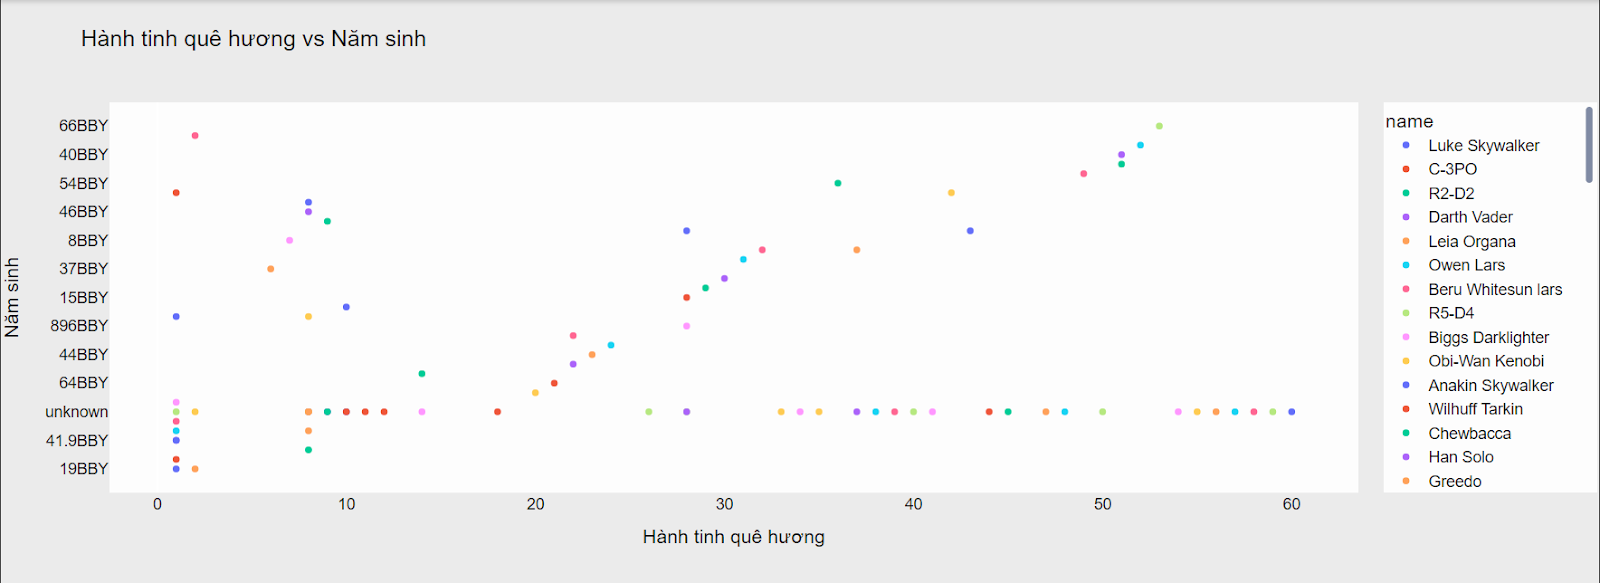 Hành tinh quê hương vs Năm sinh
66BBY
40BBY
54BBY
46BBY
8BBY
37BBY
15BBY
896BBY
44BBY
64BBY
unknown
41.9BBY
19BBY
Năm sinh
0 10 20 30 40 50 60
Hành tinh quê hương
name
Luke Skywalker
C-3PO
R2-D2
Darth Vader
Leia Organa
Owen Lars
Beru Whitesun lars
R5-D4
Biggs Darklighter
Obi-Wan Kenobi
Anakin Skywalker
Wilhuff Tarkin
Chewbacca
Han Solo
Greedo